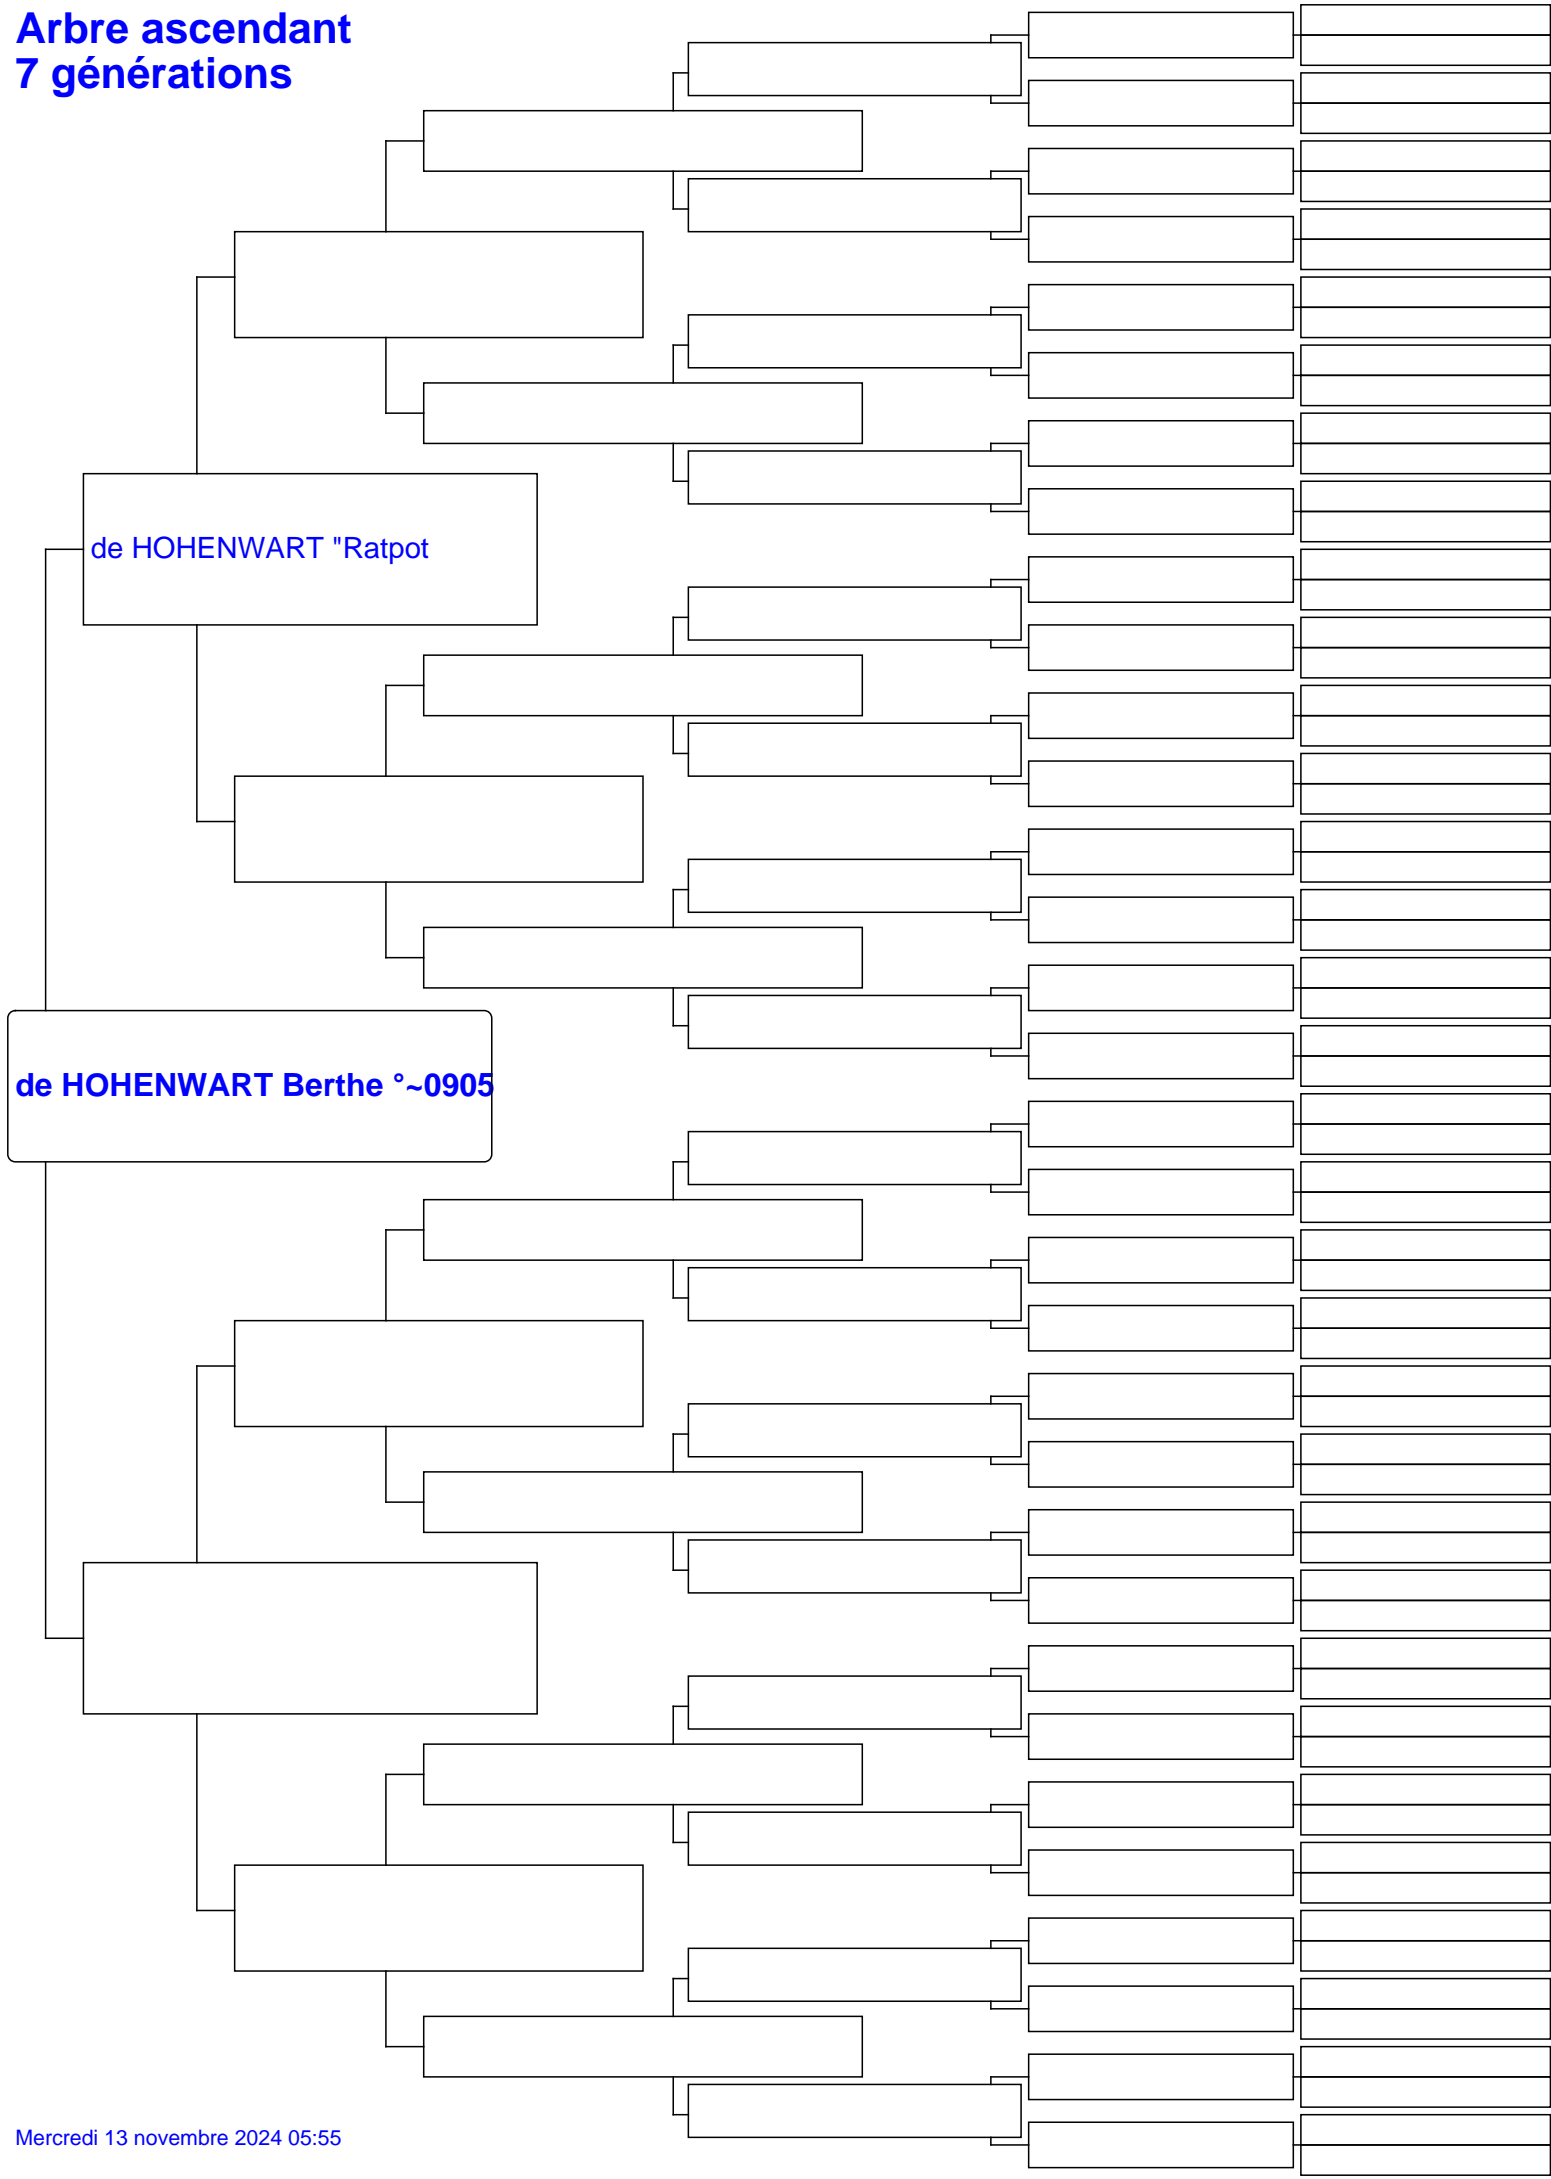 Arbre ascendant
7 générations
de HOHENWART "Ratpot
de HOHENWART Berthe °~0905
Mercredi 13 novembre 2024 05:55